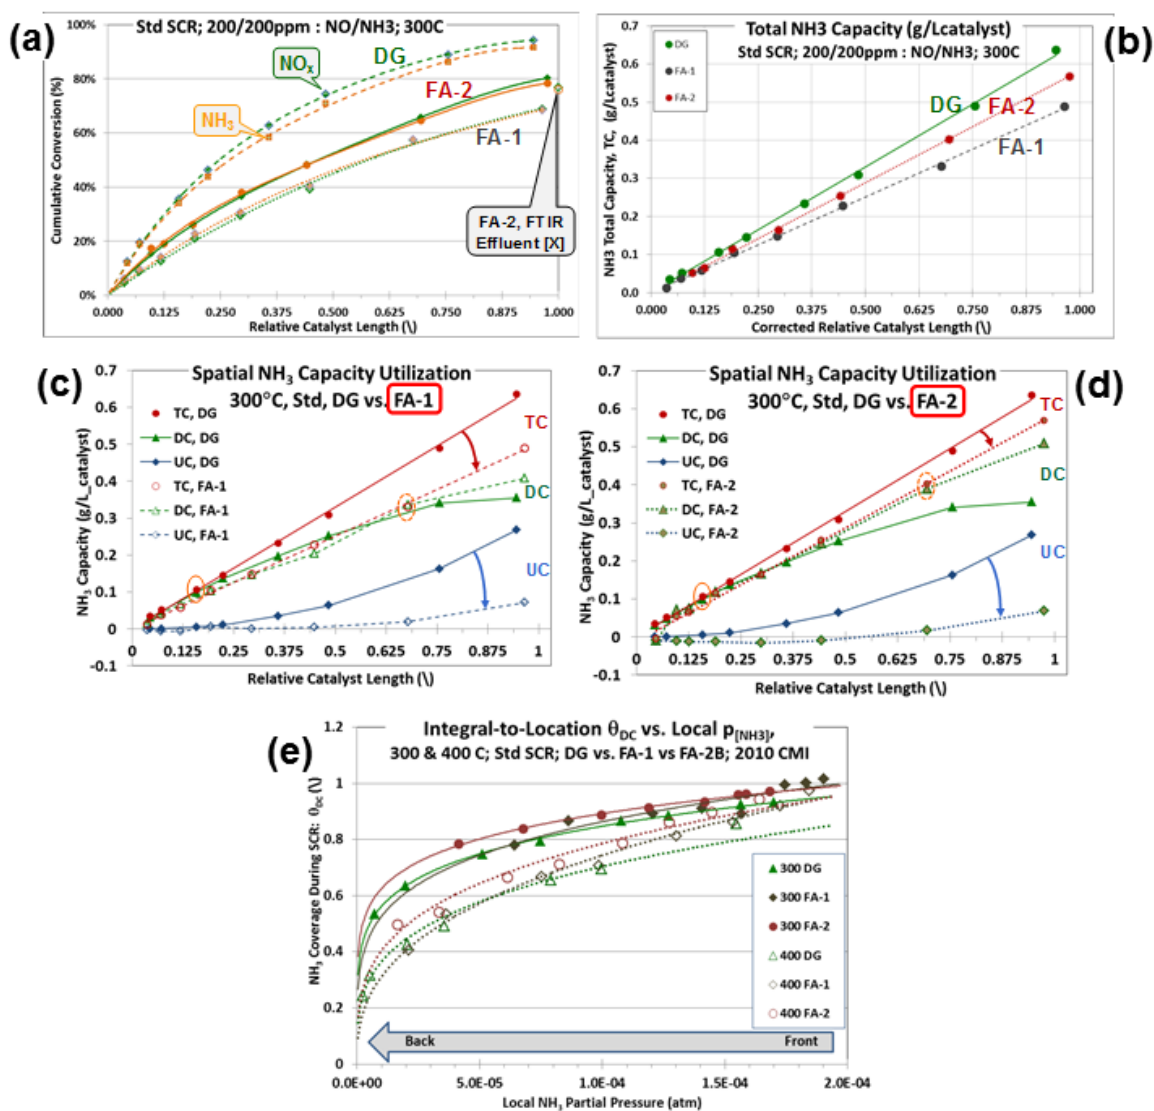 (a)
Std SCR; 200/200ppm : NO/NH3; 300C
100%
80%
60%
40%
20%
0%
Cumulative Conversion (%)
NOx
NH3
DG
FA-2
FA-1
FA-2, FTIR
Effluent [X]
0.000 0.125 0.250 0.375 0.500 0.625 0.750 0.875 1.000
Relative Catalyst Length (\)
(b)
Total NH3 Capacity (g/Lcatalyst)
Std SCR; 200/200ppm : NO/NH3; 300C
0.7
0.6
0.5
0.4
0.3
0.2
0.1
0.0
NH3 Total Capacity, TC, (g/Lcatalyst)
DG
FA-1
FA-2
DG
FA-2
FA-1
0.000 0.125 0.250 0.375 0.500 0.625 0.750 0.875 1.000
Corrected Relative Catalyst Length (\)
(c)
Spatial NH3 Capacity Utilization
300°C, Std, DG vs. FA-1
0.7
0.6
0.5
0.4
0.3
0.2
0.1
0
-0.1
NH3 Capacity (g/L_catalyst)
TC, DG
DC, DG
UC, DG
TC, FA-1
DC, FA-1
UC, FA-1
TC
DC
UC
0 0.125 0.25 0.375 0.5 0.625 0.75 0.875 1
Relative Catalyst Length (\)
(d)
Spatial NH3 Capacity Utilization
300°C, Std, DG vs. FA-2
0.7
0.6
0.5
0.4
0.3
0.2
0.1
0
-0.1
NH3 Capacity (g/L_catalyst)
TC, DG
DC, DG
UC, DG
TC, FA-2
DC, FA-2
UC, FA-2
TC
DC
UC
0 0.125 0.25 0.375 0.5 0.625 0.75 0.875 1
Relative Catalyst Length (\)
(e)
Integral-to-Location θDC vs. Local p[NH3],
300 & 400 C; Std SCR; DG vs. FA-1 vs FA-2B; 2010 CMI
1.2
1
0.8
0.6
0.4
0.2
0
NH3 Coverage During SCR: θDC (\)
300 DG
300 FA-1
300 FA-2
400 DG
400 FA-1
400 FA-2
Back
Front
0.0E+00 5.0E-05 1.0E-04 1.5E-04 2.0E-04
Local NH3 Partial Pressure (atm)